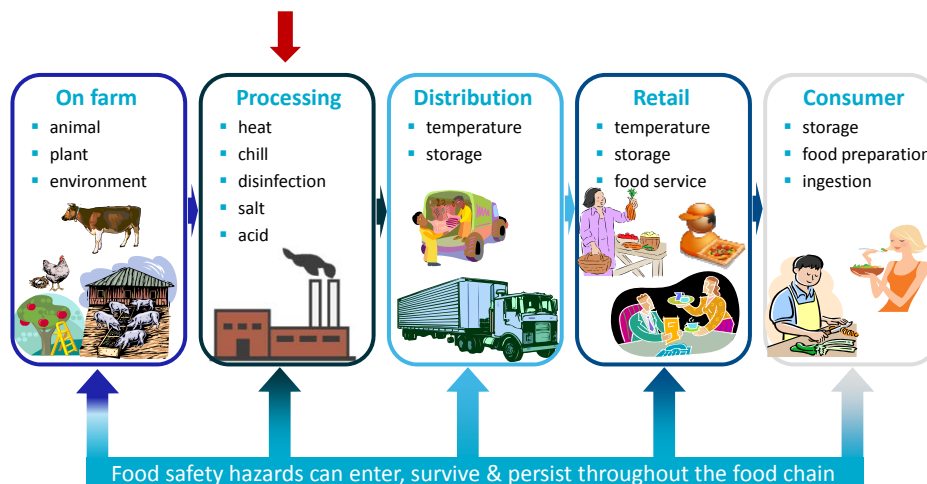 On farm
animal
plant
environment
Processing
heat
chill
disinfection
salt
acid
Distribution
temperature
storage
Retail
temperature
storage
food service
Consumer
storage
food preparation
ingestion
Food safety hazards can enter, survive & persist throughout the food chain